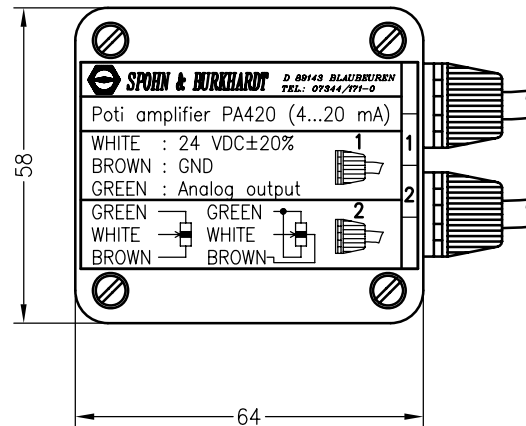 SPOHN & BURKHARDT
D 89143 BLAUBEUREN
TEL.: 07344/171-0
Poti amplifier PA420 (4...20 mA)
WHITE : 24 VDC±20%
BROWN : GND
GREEN : Analog output
1
1
2
GREEN
WHITE
BROWN
GREEN
WHITE
BROWN
2
58
64